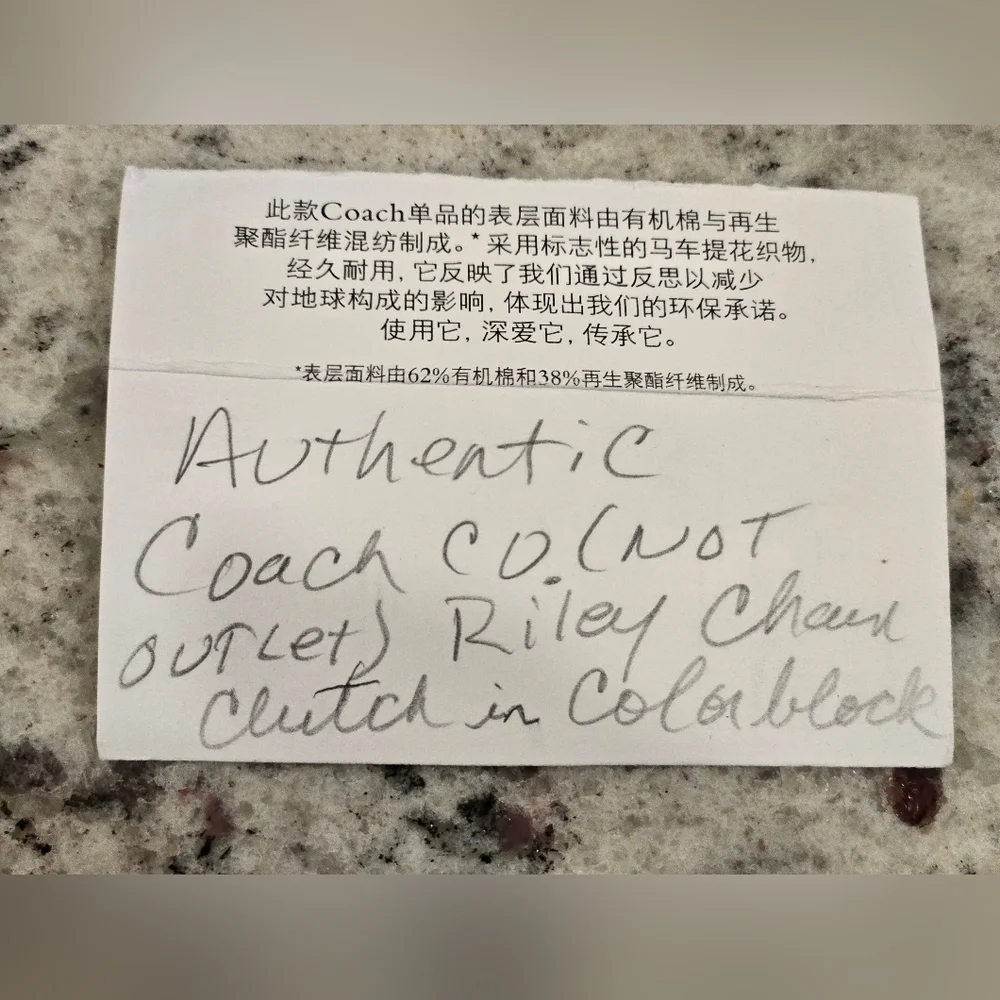 此款Coach单品的表层面料由有机棉与再生
聚酯纤维混纺制成。* 采用标志性的马车提花织物,
经久耐用, 它反映了我们通过反思以减少
对地球构成的影响, 体现出我们的环保承诺。
使用它, 深爱它, 传承它。
*表层面料由62%有机棉和38%再生聚酯纤维制成。
Authentic
Coach CO. (NOT
OUTLet) Riley Chain
Clutch in Colorblock